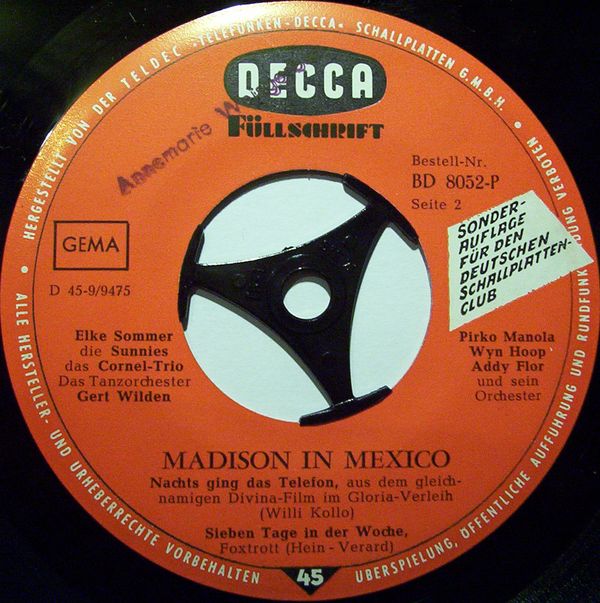 HERGESTELLT VON DER TELDEC »TELEFUNKEN-DECCA« SCHALLPLATTEN G.M.B.H.
DECCA
FÜLLSCHRIFT
Annemarie
Bestell-Nr.
BD 8052-P
Seite 2
GEMA
D 45-9/9475
SONDER-
AUFLAGE
FÜR DEN
DEUTSCHEN
SCHALLPLATTEN-
CLUB
Elke Sommer
die Sunnies
das Cornel-Trio
Das Tanzorchester
Gert Wilden
Pirko Manola
Wyn Hoop
Addy Flor
und sein
Orchester
MADISON IN MEXICO
Nachts ging das Telefon, aus dem gleich-
namigen Divina-Film im Gloria-Verleih
(Willi Kollo)
Sieben Tage in der Woche,
Foxtrott (Hein - Verard)
45
ALLE HERSTELLER- UND URHEBERRECHTE VORBEHALTEN
ÜBERSPIELUNG, ÖFFENTLICHE AUFFÜHRUNG UND RUNDFUNK VERBOTEN